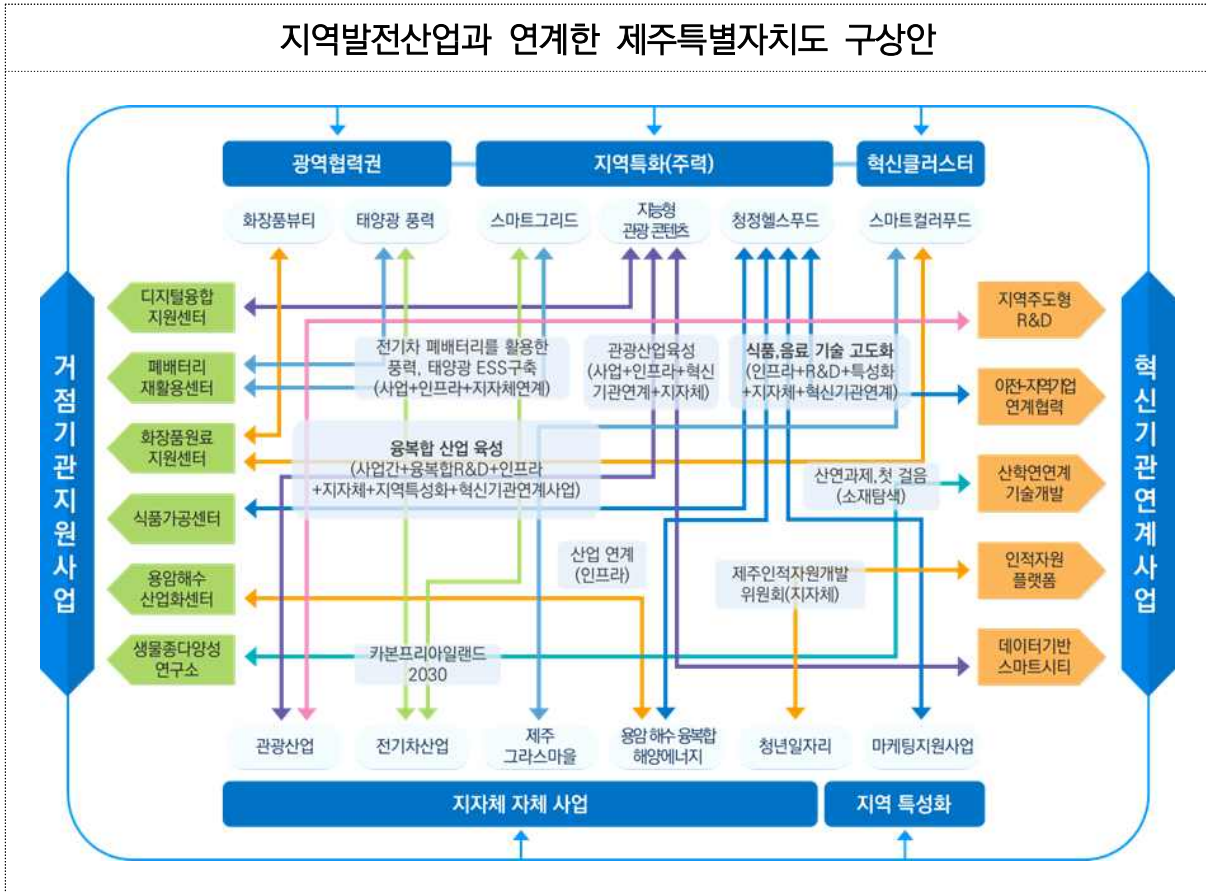 지역발전산업과 연계한 제주특별자치도 구상안
광역협력권
지역특화(주력)
혁신클러스터
화장품뷰티
태양광 풍력
스마트그리드
지능형
관광 콘텐츠
청정헬스푸드
스마트컬러푸드
거점기관지원사업
디지털융합
지원센터
폐배터리
재활용센터
화장품원료
지원센터
식품가공센터
용암해수
산업화센터
생물종다양성
연구소
전기차 폐배터리를 활용한
풍력, 태양광 ESS구축
(사업+인프라+지자체연계)
관광산업육성
(사업+인프라+혁신
기관연계+지자체)
식품,음료 기술 고도화
(인프라+R&D+특성화
+지자체+혁신기관연계)
융복합 산업 육성
(사업간+융복합R&D+인프라
+지자체+지역특성화+혁신기관연계사업)
산연과제,첫 걸음
(소재탐색)
산업 연계
(인프라)
제주인적자원개발
위원회(지자체)
카본프리아일랜드
2030
지역주도형
R&D
이전-지역기업
연계협력
산학연연계
기술개발
인적자원
플랫폼
데이터기반
스마트시티
혁신기관연계사업
관광산업
전기차산업
제주
그라스마을
용암 해수 융복합
해양에너지
청년일자리
마케팅지원사업
지자체 자체 사업
지역 특성화